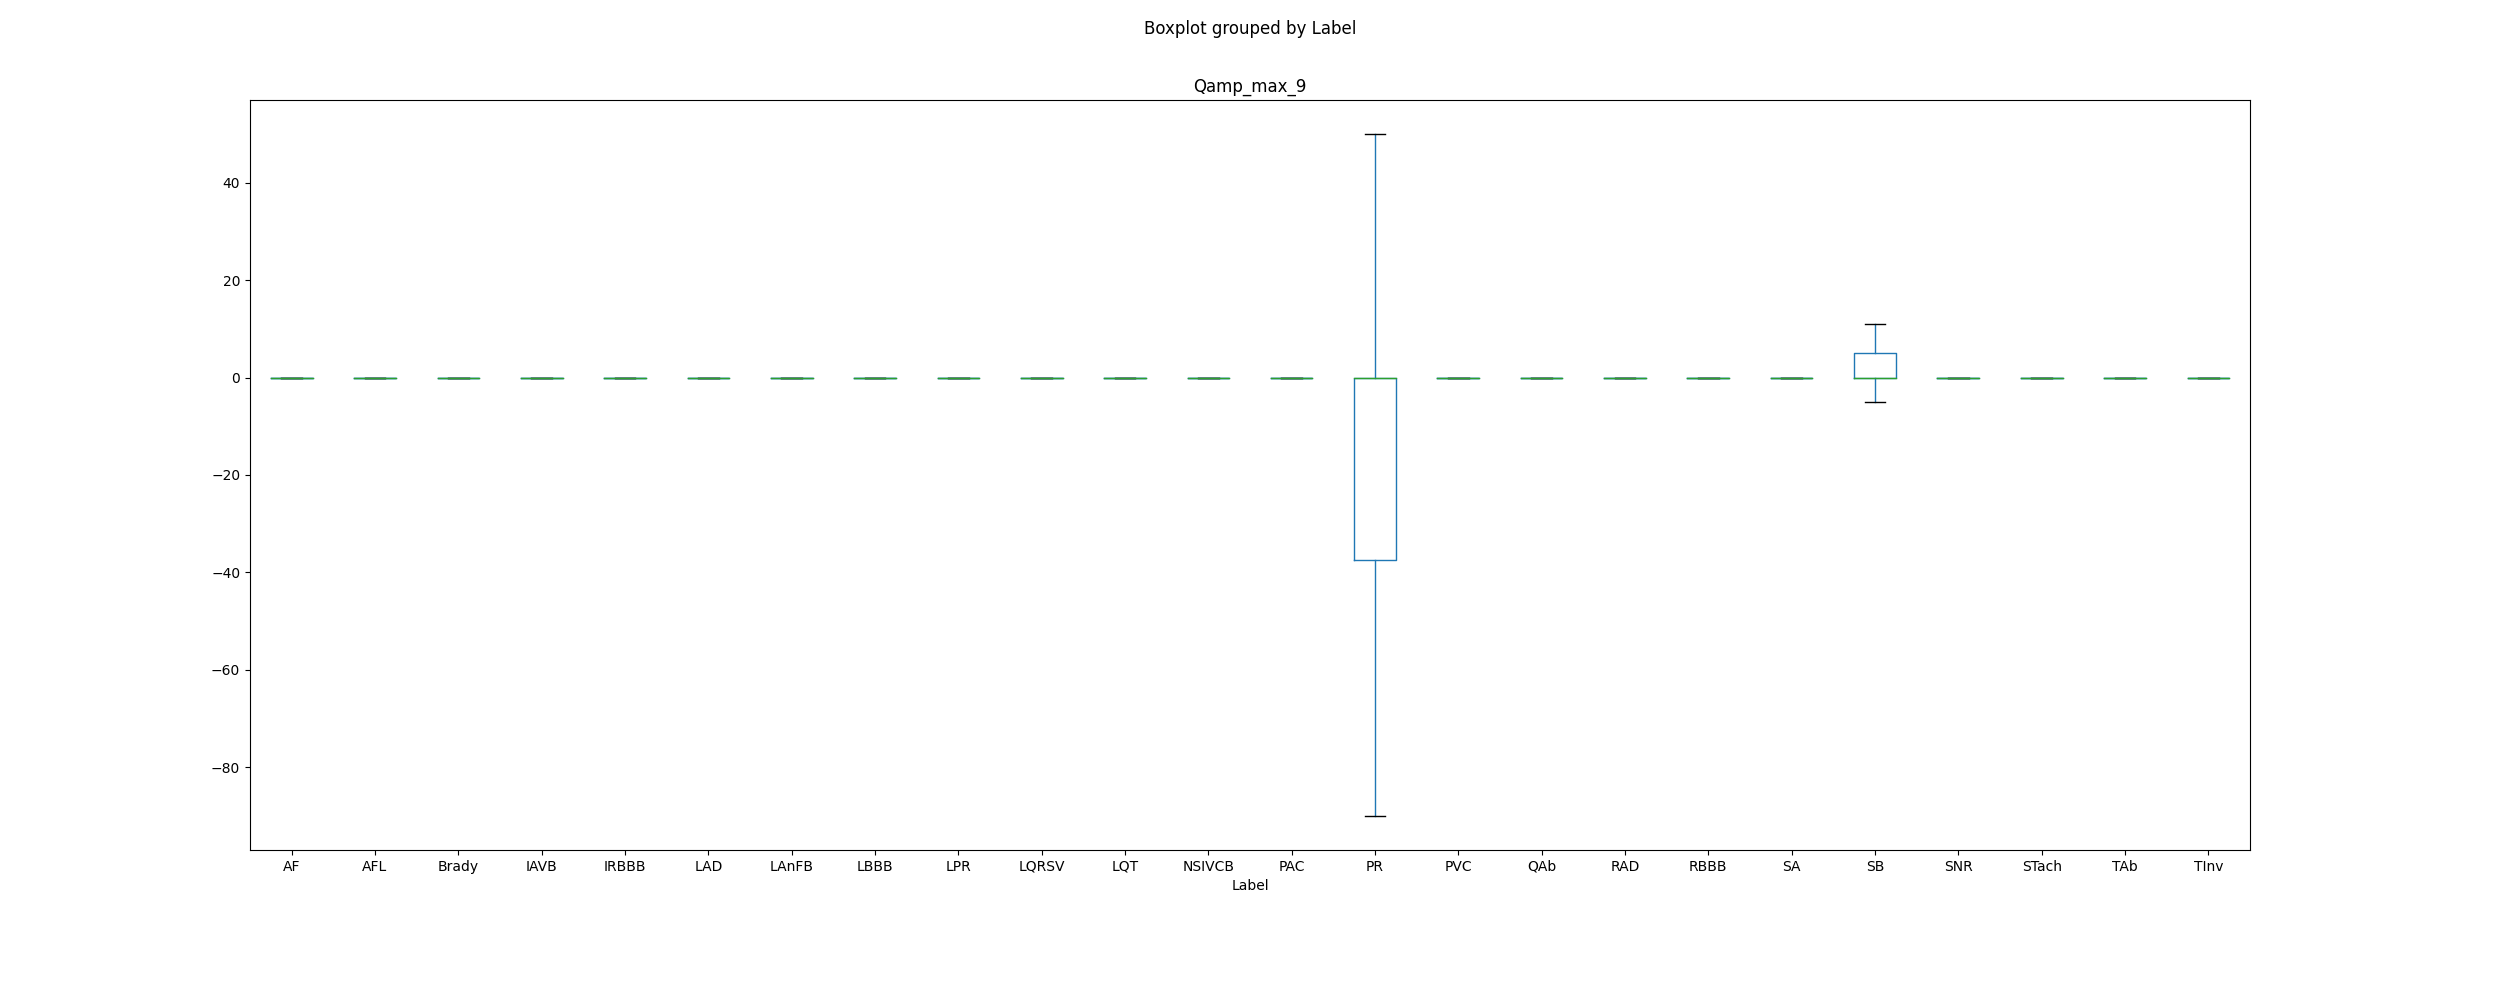 Boxplot grouped by Label
Qamp_max_9
40
20
0
−20
−40
−60
−80
AF AFL Brady IAVB IRBBB LAD LAnFB LBBB LPR LQRSV LQT NSIVCB PAC PR PVC QAb RAD RBBB SA SB SNR STach TAb TInv
Label